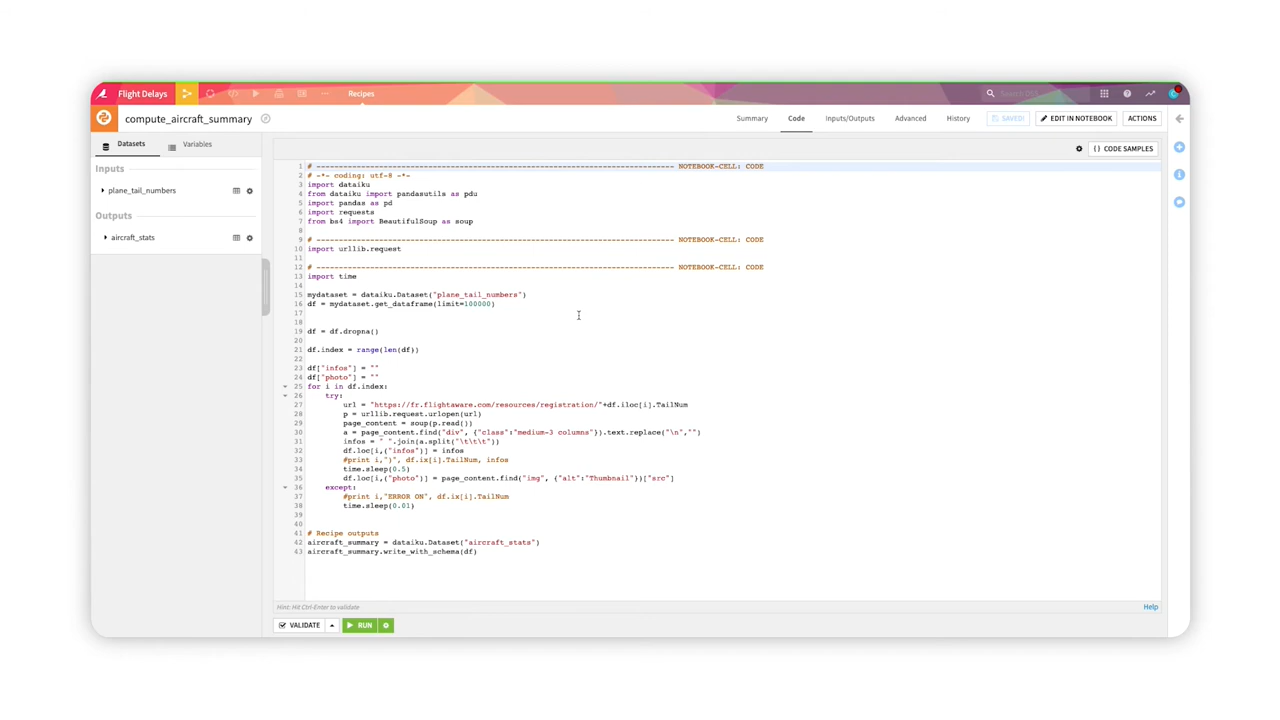 Flight Delays
Recipes
Search DSS
compute_aircraft_summary
Summary
Code
Inputs/Outputs
Advanced
History
SAVED!
EDIT IN NOTEBOOK
ACTIONS
Datasets
Variables
Inputs
plane_tail_numbers
Outputs
aircraft_stats
{} CODE SAMPLES
1 # ------------------------------------------------------------------------------- NOTEBOOK-CELL: CODE
2 # -*- coding: utf-8 -*-
3 import dataiku
4 from dataiku import pandasutils as pdu
5 import pandas as pd
6 import requests
7 from bs4 import BeautifulSoup as soup
8
9 # ------------------------------------------------------------------------------- NOTEBOOK-CELL: CODE
10 import urllib.request
11
12 # ------------------------------------------------------------------------------- NOTEBOOK-CELL: CODE
13 import time
14
15 mydataset = dataiku.Dataset("plane_tail_numbers")
16 df = mydataset.get_dataframe(limit=100000)
17
18
19 df = df.dropna()
20
21 df.index = range(len(df))
22
23 df["infos"] = ""
24 df["photo"] = ""
25 for i in df.index:
26 try:
27 url = "https://fr.flightaware.com/resources/registration/"+df.iloc[i].TailNum
28 p = urllib.request.urlopen(url)
29 page_content = soup(p.read())
30 a = page_content.find("div", {"class":"medium-3 columns"}).text.replace("\n","")
31 infos = " ".join(a.split("\t\t\t"))
32 df.loc[i,("infos")] = infos
33 #print i,")", df.ix[i].TailNum, infos
34 time.sleep(0.5)
35 df.loc[i,("photo")] = page_content.find("img", {"alt":"Thumbnail"})["src"]
36 except:
37 #print i,"ERROR ON", df.ix[i].TailNum
38 time.sleep(0.01)
39
40
41 # Recipe outputs
42 aircraft_summary = dataiku.Dataset("aircraft_stats")
43 aircraft_summary.write_with_schema(df)
Hint: Hit Ctrl-Enter to validate
Help
VALIDATE
RUN